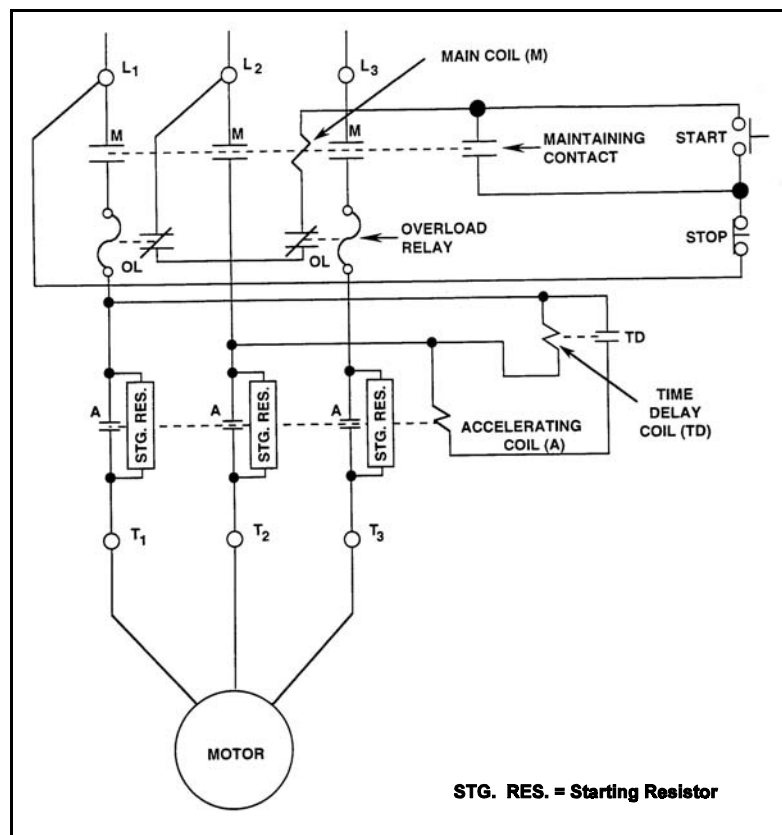 L1
L2
L3
MAIN COIL (M)
M
M
M
MAINTAINING
CONTACT
START
OVERLOAD
RELAY
STOP
OL
OL
TD
A
STG. RES.
A
STG. RES.
A
STG. RES.
ACCELERATING
COIL (A)
TIME
DELAY
COIL (TD)
T1
T2
T3
MOTOR
STG. RES. = Starting Resistor